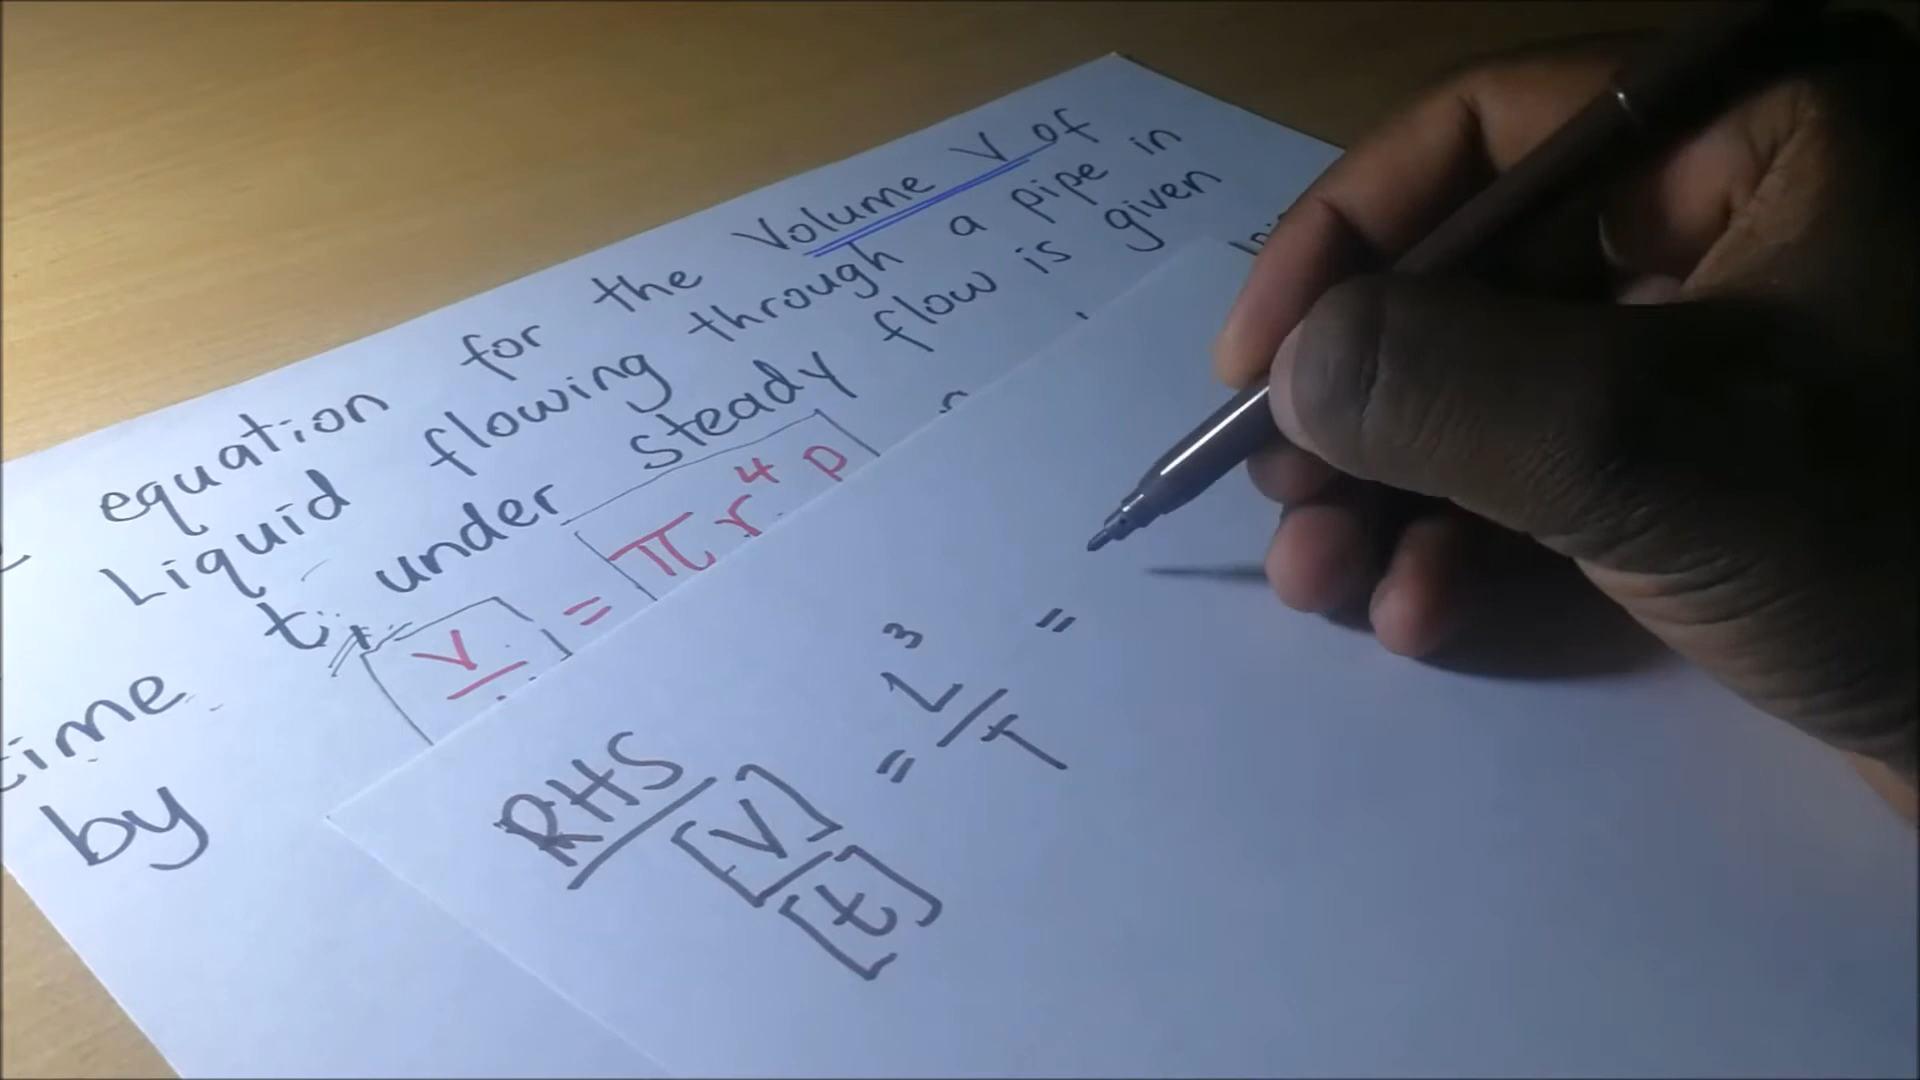 equation for the Volume V of
Liquid flowing through a pipe in
time t, under steady flow is given
by
V = πr⁴ p
RHS
[V] / [t] = L³ / T =